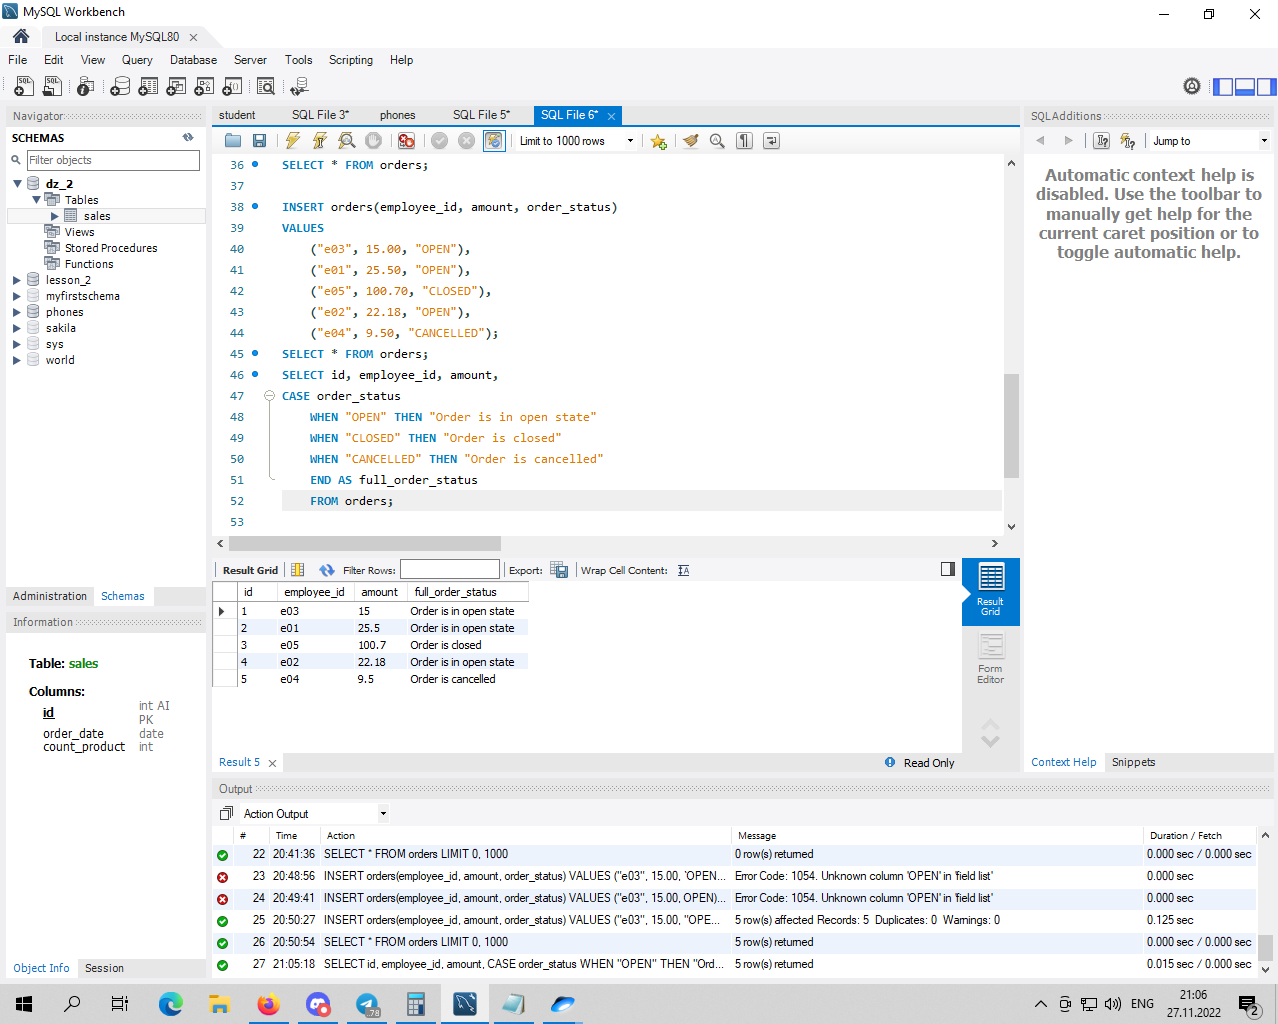 MySQL Workbench
Local instance MySQL80
File Edit View Query Database Server Tools Scripting Help
Navigator
SCHEMAS
Filter objects
dz_2
Tables
sales
Views
Stored Procedures
Functions
lesson_2
myfirstschema
phones
sakila
sys
world
Administration Schemas
Information
Table: sales
Columns:
id int AI PK
order_date date
count_product int
Object Info Session
student SQL File 3* phones SQL File 5* SQL File 6*
Limit to 1000 rows
36 SELECT * FROM orders;
37
38 INSERT orders(employee_id, amount, order_status)
39 VALUES
40 ("e03", 15.00, "OPEN"),
41 ("e01", 25.50, "OPEN"),
42 ("e05", 100.70, "CLOSED"),
43 ("e02", 22.18, "OPEN"),
44 ("e04", 9.50, "CANCELLED");
45 SELECT * FROM orders;
46 SELECT id, employee_id, amount,
47 CASE order_status
48 WHEN "OPEN" THEN "Order is in open state"
49 WHEN "CLOSED" THEN "Order is closed"
50 WHEN "CANCELLED" THEN "Order is cancelled"
51 END AS full_order_status
52 FROM orders;
53
Result Grid Filter Rows: Export: Wrap Cell Content:
id employee_id amount full_order_status
1 e03 15 Order is in open state
2 e01 25.5 Order is in open state
3 e05 100.7 Order is closed
4 e02 22.18 Order is in open state
5 e04 9.5 Order is cancelled
Result Grid
Form Editor
Result 5
Read Only
SQLAdditions
Jump to
Automatic context help is
disabled. Use the toolbar to
manually get help for the
current caret position or to
toggle automatic help.
Context Help Snippets
Output
Action Output
# Time Action Message Duration / Fetch
22 20:41:36 SELECT * FROM orders LIMIT 0, 1000 0 row(s) returned 0.000 sec / 0.000 sec
23 20:48:56 INSERT orders(employee_id, amount, order_status) VALUES ("e03", 15.00, 'OPEN... Error Code: 1054. Unknown column 'OPEN' in 'field list' 0.000 sec
24 20:49:41 INSERT orders(employee_id, amount, order_status) VALUES ("e03", 15.00, OPEN)... Error Code: 1054. Unknown column 'OPEN' in 'field list' 0.000 sec
25 20:50:27 INSERT orders(employee_id, amount, order_status) VALUES ("e03", 15.00, "OPE... 5 row(s) affected Records: 5 Duplicates: 0 Warnings: 0 0.125 sec
26 20:50:54 SELECT * FROM orders LIMIT 0, 1000 5 row(s) returned 0.000 sec / 0.000 sec
27 21:05:18 SELECT id, employee_id, amount, CASE order_status WHEN "OPEN" THEN "Ord... 5 row(s) returned 0.015 sec / 0.000 sec
.78
ENG
21:06
27.11.2022
2